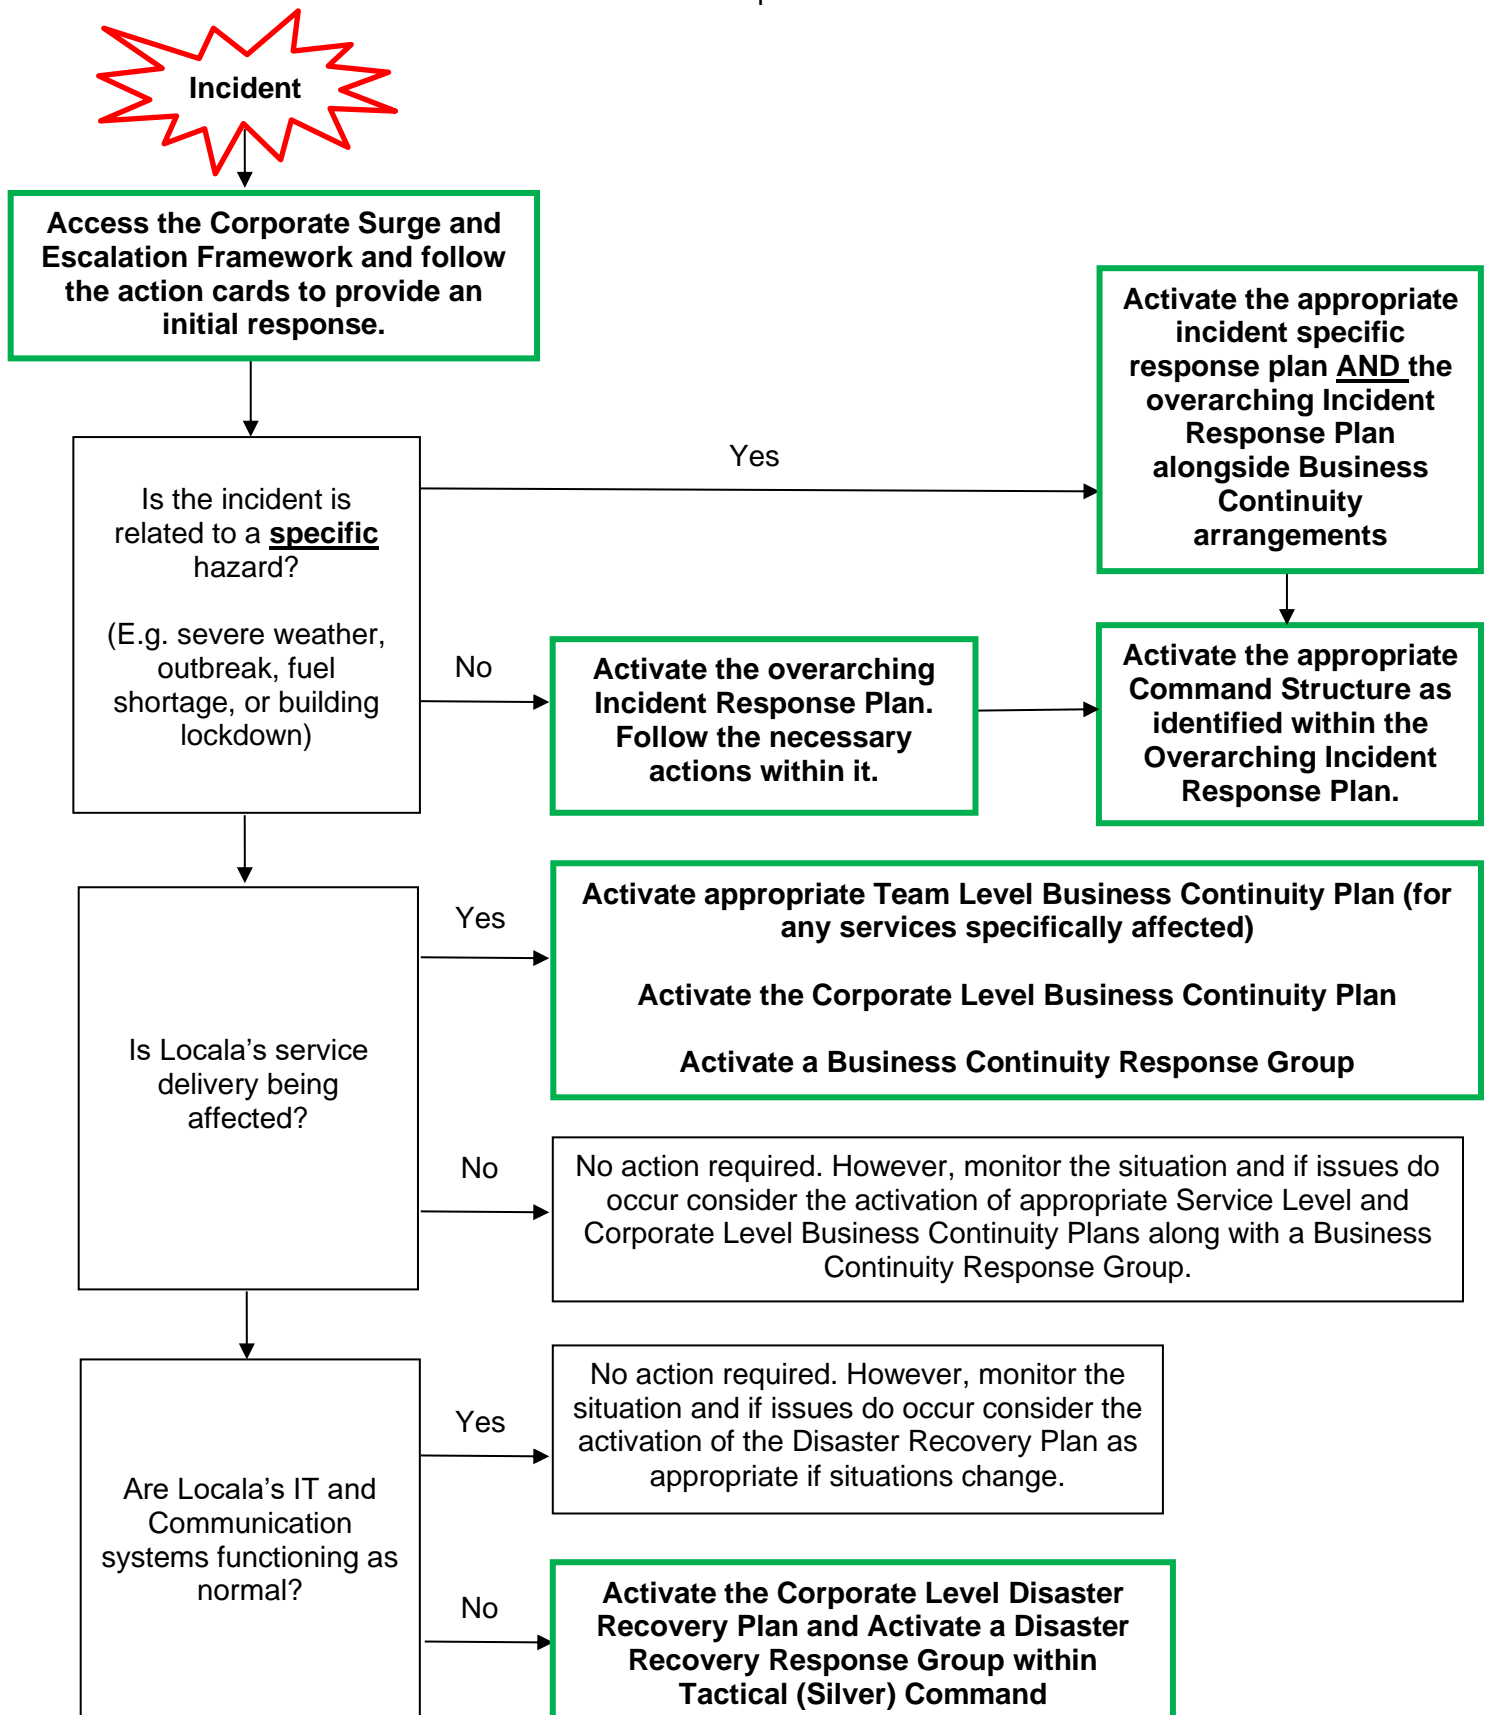 Incident
Access the Corporate Surge and
Escalation Framework and follow
the action cards to provide an
initial response.
Activate the appropriate
incident specific
response plan AND the
overarching Incident
Response Plan
alongside Business
Continuity
arrangements
Yes
Is the incident is
related to a specific
hazard?
(E.g. severe weather,
outbreak, fuel
shortage, or building
lockdown)
No
Activate the overarching
Incident Response Plan.
Follow the necessary
actions within it.
Activate the appropriate
Command Structure as
identified within the
Overarching Incident
Response Plan.
Is Locala’s service
delivery being
affected?
Yes
Activate appropriate Team Level Business Continuity Plan (for
any services specifically affected)
Activate the Corporate Level Business Continuity Plan
Activate a Business Continuity Response Group
No
No action required. However, monitor the situation and if issues do
occur consider the activation of appropriate Service Level and
Corporate Level Business Continuity Plans along with a Business
Continuity Response Group.
Are Locala’s IT and
Communication
systems functioning as
normal?
Yes
No action required. However, monitor the
situation and if issues do occur consider the
activation of the Disaster Recovery Plan as
appropriate if situations change.
No
Activate the Corporate Level Disaster
Recovery Plan and Activate a Disaster
Recovery Response Group within
Tactical (Silver) Command